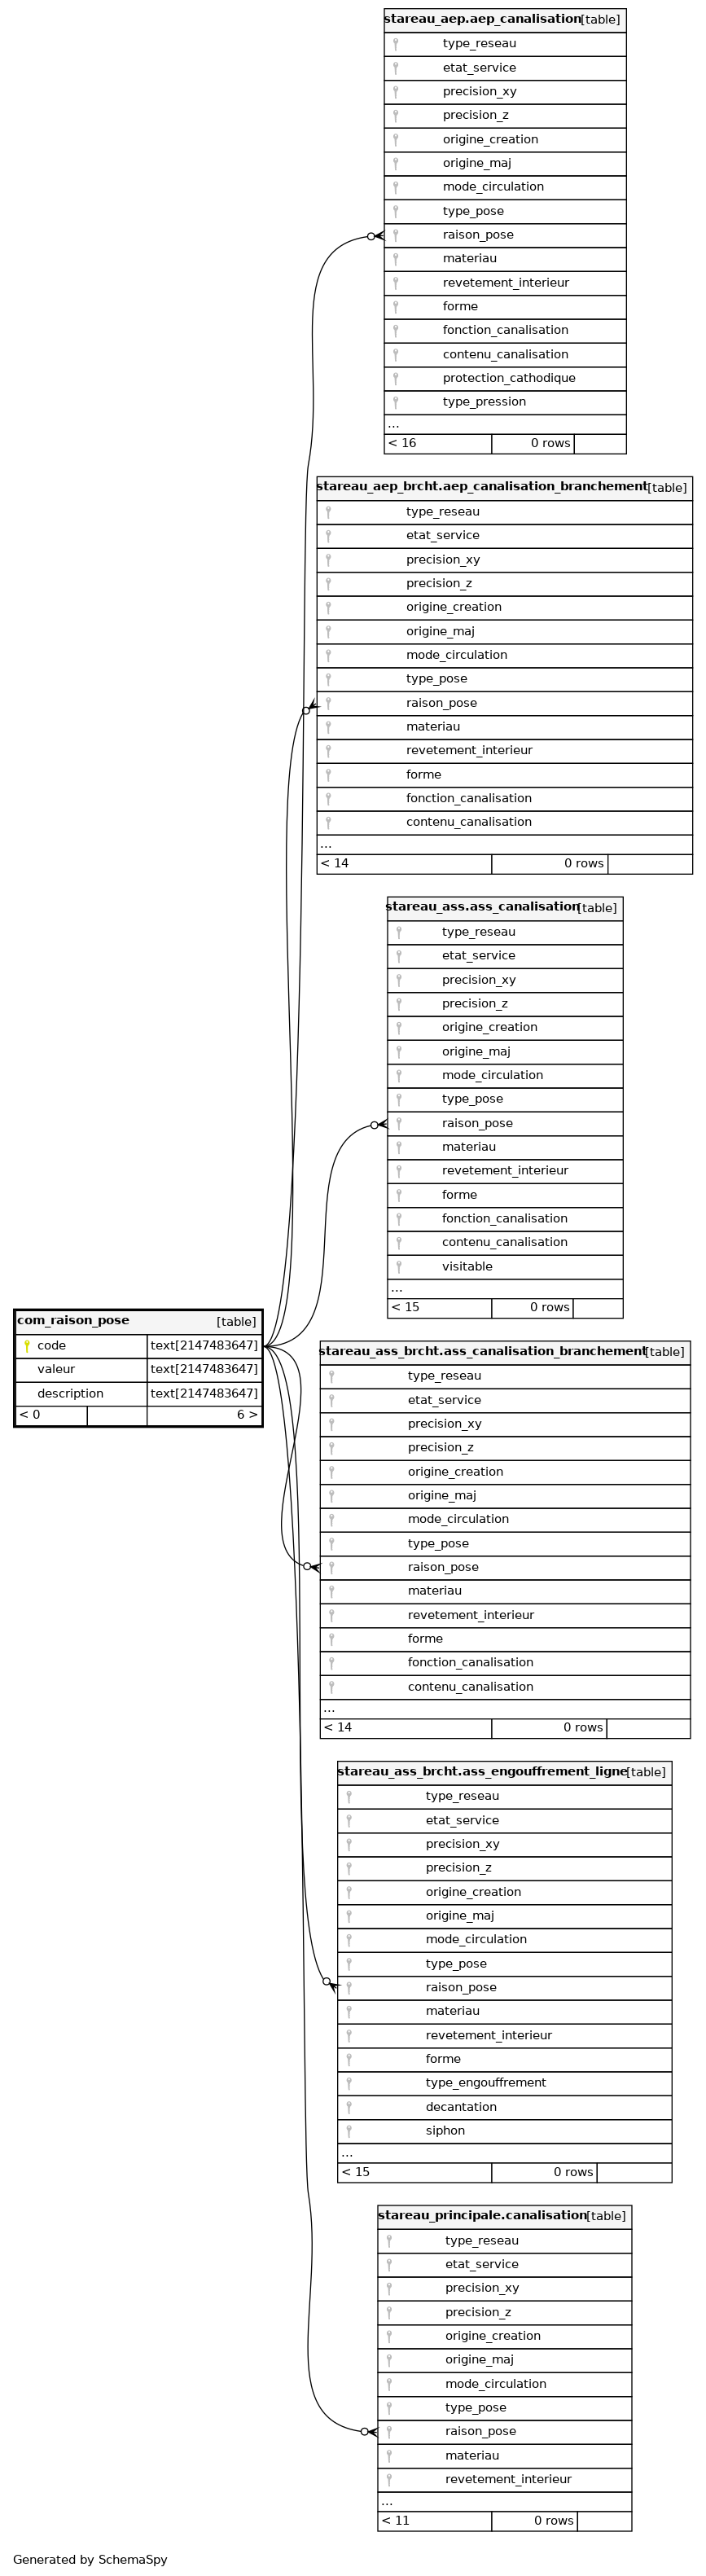 stareau_aep.aep_canalisation [table]
type_reseau
etat_service
precision_xy
precision_z
origine_creation
origine_maj
mode_circulation
type_pose
raison_pose
materiau
revetement_interieur
forme
fonction_canalisation
contenu_canalisation
protection_cathodique
type_pression
...
< 16 0 rows
stareau_aep_brcht.aep_canalisation_branchement [table]
type_reseau
etat_service
precision_xy
precision_z
origine_creation
origine_maj
mode_circulation
type_pose
raison_pose
materiau
revetement_interieur
forme
fonction_canalisation
contenu_canalisation
...
< 14 0 rows
stareau_ass.ass_canalisation [table]
type_reseau
etat_service
precision_xy
precision_z
origine_creation
origine_maj
mode_circulation
type_pose
raison_pose
materiau
revetement_interieur
forme
fonction_canalisation
contenu_canalisation
visitable
...
< 15 0 rows
com_raison_pose [table]
code text[2147483647]
valeur text[2147483647]
description text[2147483647]
< 0 6 >
stareau_ass_brcht.ass_canalisation_branchement [table]
type_reseau
etat_service
precision_xy
precision_z
origine_creation
origine_maj
mode_circulation
type_pose
raison_pose
materiau
revetement_interieur
forme
fonction_canalisation
contenu_canalisation
...
< 14 0 rows
stareau_ass_brcht.ass_engouffrement_ligne [table]
type_reseau
etat_service
precision_xy
precision_z
origine_creation
origine_maj
mode_circulation
type_pose
raison_pose
materiau
revetement_interieur
forme
type_engouffrement
decantation
siphon
...
< 15 0 rows
stareau_principale.canalisation [table]
type_reseau
etat_service
precision_xy
precision_z
origine_creation
origine_maj
mode_circulation
type_pose
raison_pose
materiau
revetement_interieur
...
< 11 0 rows
Generated by SchemaSpy